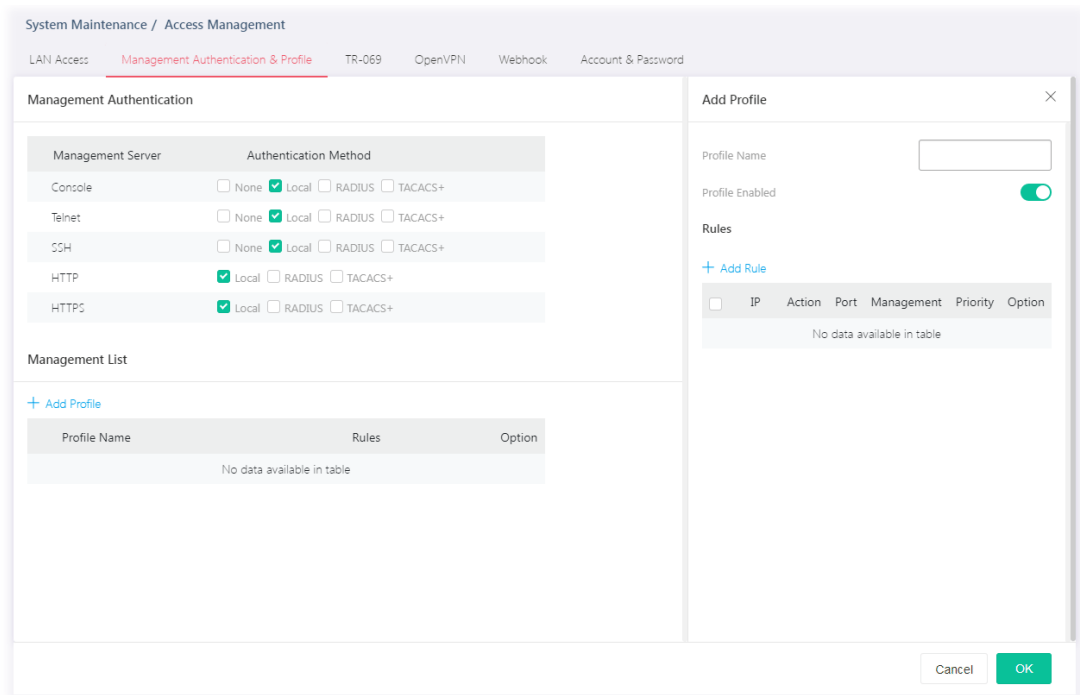 System Maintenance / Access Management
LAN Access Management Authentication & Profile TR-069 OpenVPN Webhook Account & Password
Management Authentication
Management Server Authentication Method
Console None Local RADIUS TACACS+
Telnet None Local RADIUS TACACS+
SSH None Local RADIUS TACACS+
HTTP Local RADIUS TACACS+
HTTPS Local RADIUS TACACS+
Management List
+ Add Profile
Profile Name Rules Option
No data available in table
Add Profile
Profile Name
Profile Enabled
Rules
+ Add Rule
IP Action Port Management Priority Option
No data available in table
Cancel OK